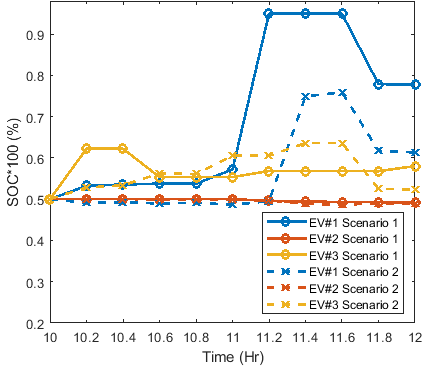 0.9
0.8
0.7
0.6
0.5
0.4
0.3
0.2
SOC*100 (%)
10 10.2 10.4 10.6 10.8 11 11.2 11.4 11.6 11.8 12
Time (Hr)
EV#1 Scenario 1
EV#2 Scenario 1
EV#3 Scenario 1
EV#1 Scenario 2
EV#2 Scenario 2
EV#3 Scenario 2